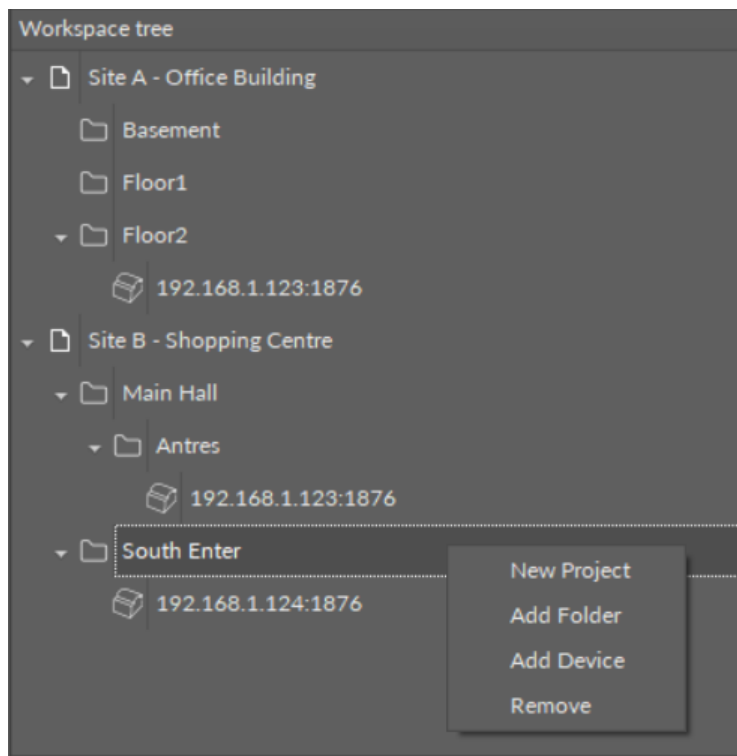 Workspace tree
Site A - Office Building
Basement
Floor1
Floor2
192.168.1.123:1876
Site B - Shopping Centre
Main Hall
Antres
192.168.1.123:1876
South Enter
192.168.1.124:1876
New Project
Add Folder
Add Device
Remove